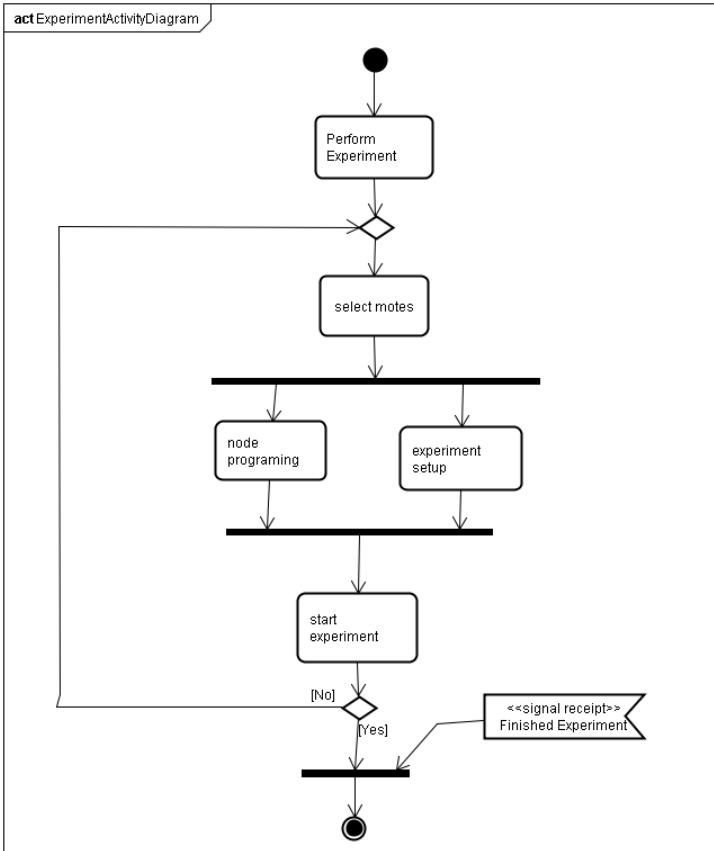 act ExperimentActivityDiagram
Perform
Experiment
select motes
node
programing
experiment
setup
start
experiment
[No]
[Yes]
<<signal receipt>>
Finished Experiment